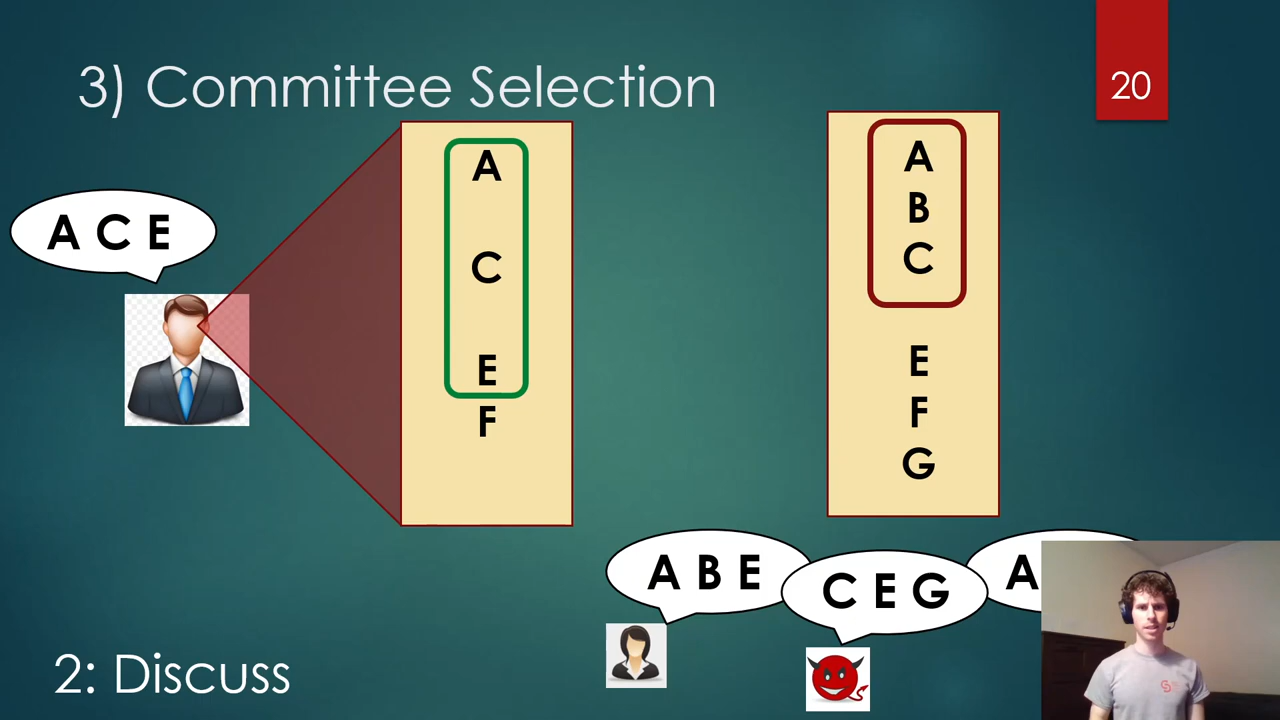 3) Committee Selection
20
A C E
A
C
E
F
A
B
C
E
F
G
A B E
C E G
A
2: Discuss